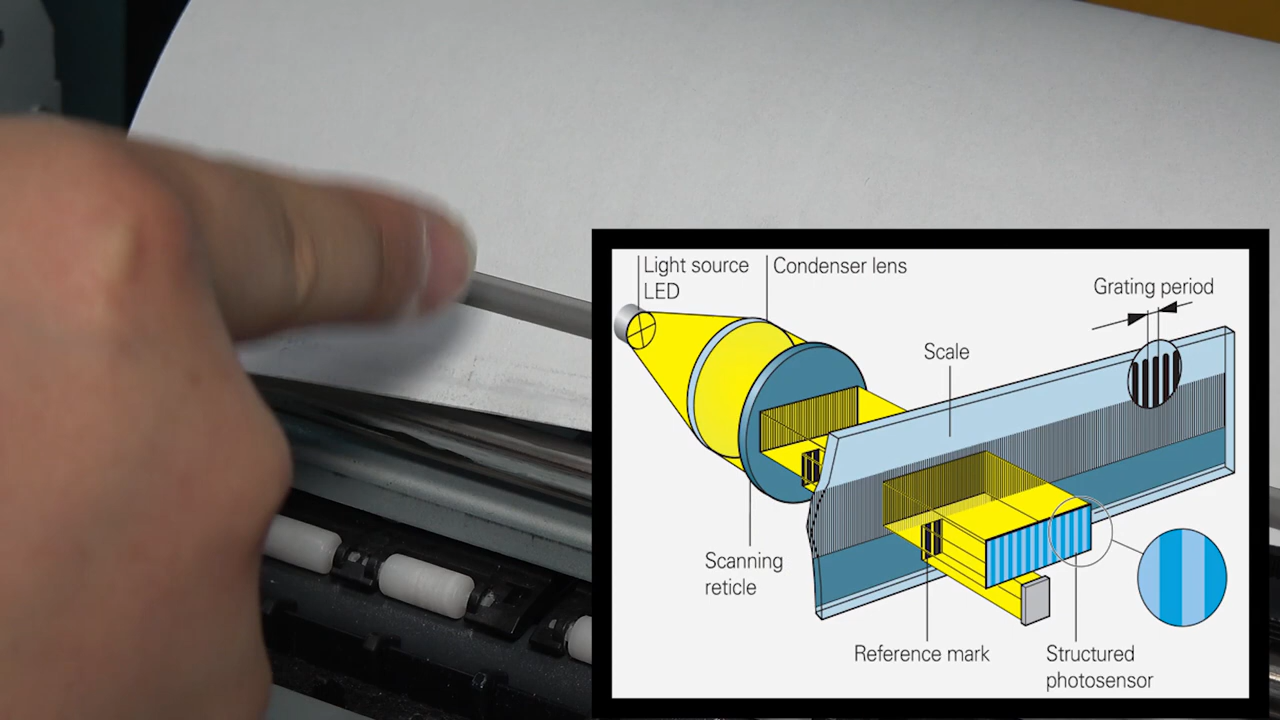 Light source
LED
Condenser lens
Grating period
Scale
Scanning
reticle
Reference mark
Structured
photosensor